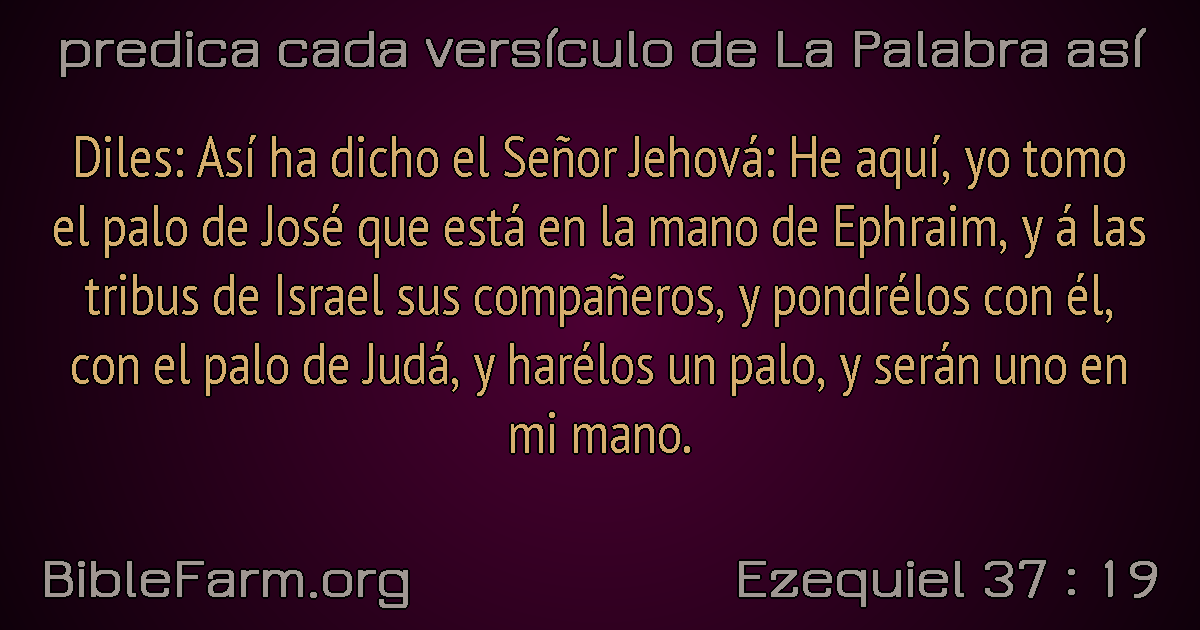 predica cada versículo de La Palabra así
Diles: Así ha dicho el Señor Jehová: He aquí, yo tomo
el palo de José que está en la mano de Ephraim, y á las
tribus de Israel sus compañeros, y pondrélos con él,
con el palo de Judá, y harélos un palo, y serán uno en
mi mano.
BibleFarm.org
Ezequiel 37 : 19